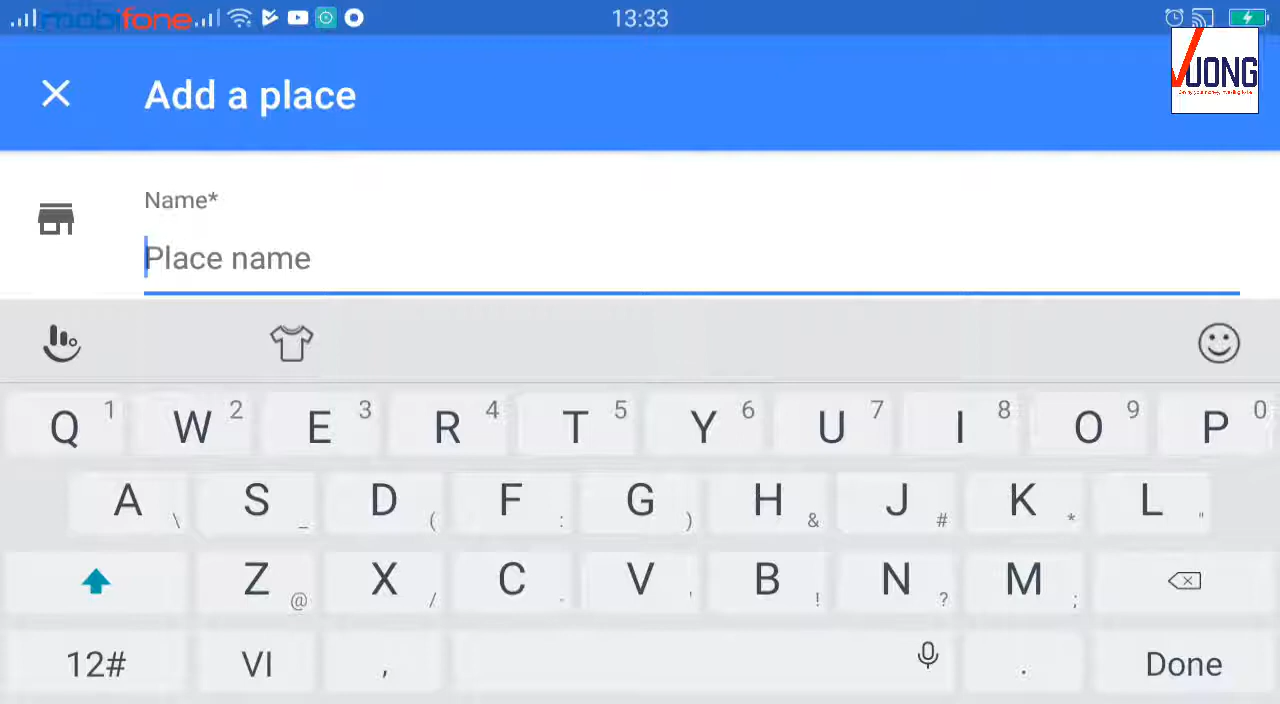 mobifone 13:33
VUONG
Add a place
Name*
Place name
Q 1 W 2 E 3 R 4 T 5 Y 6 U 7 I 8 O 9 P 0
A \ S _ D ( F : G ) H & J # K * L "
Z @ X / C - V ' B ! N ? M ;
12# VI , . Done